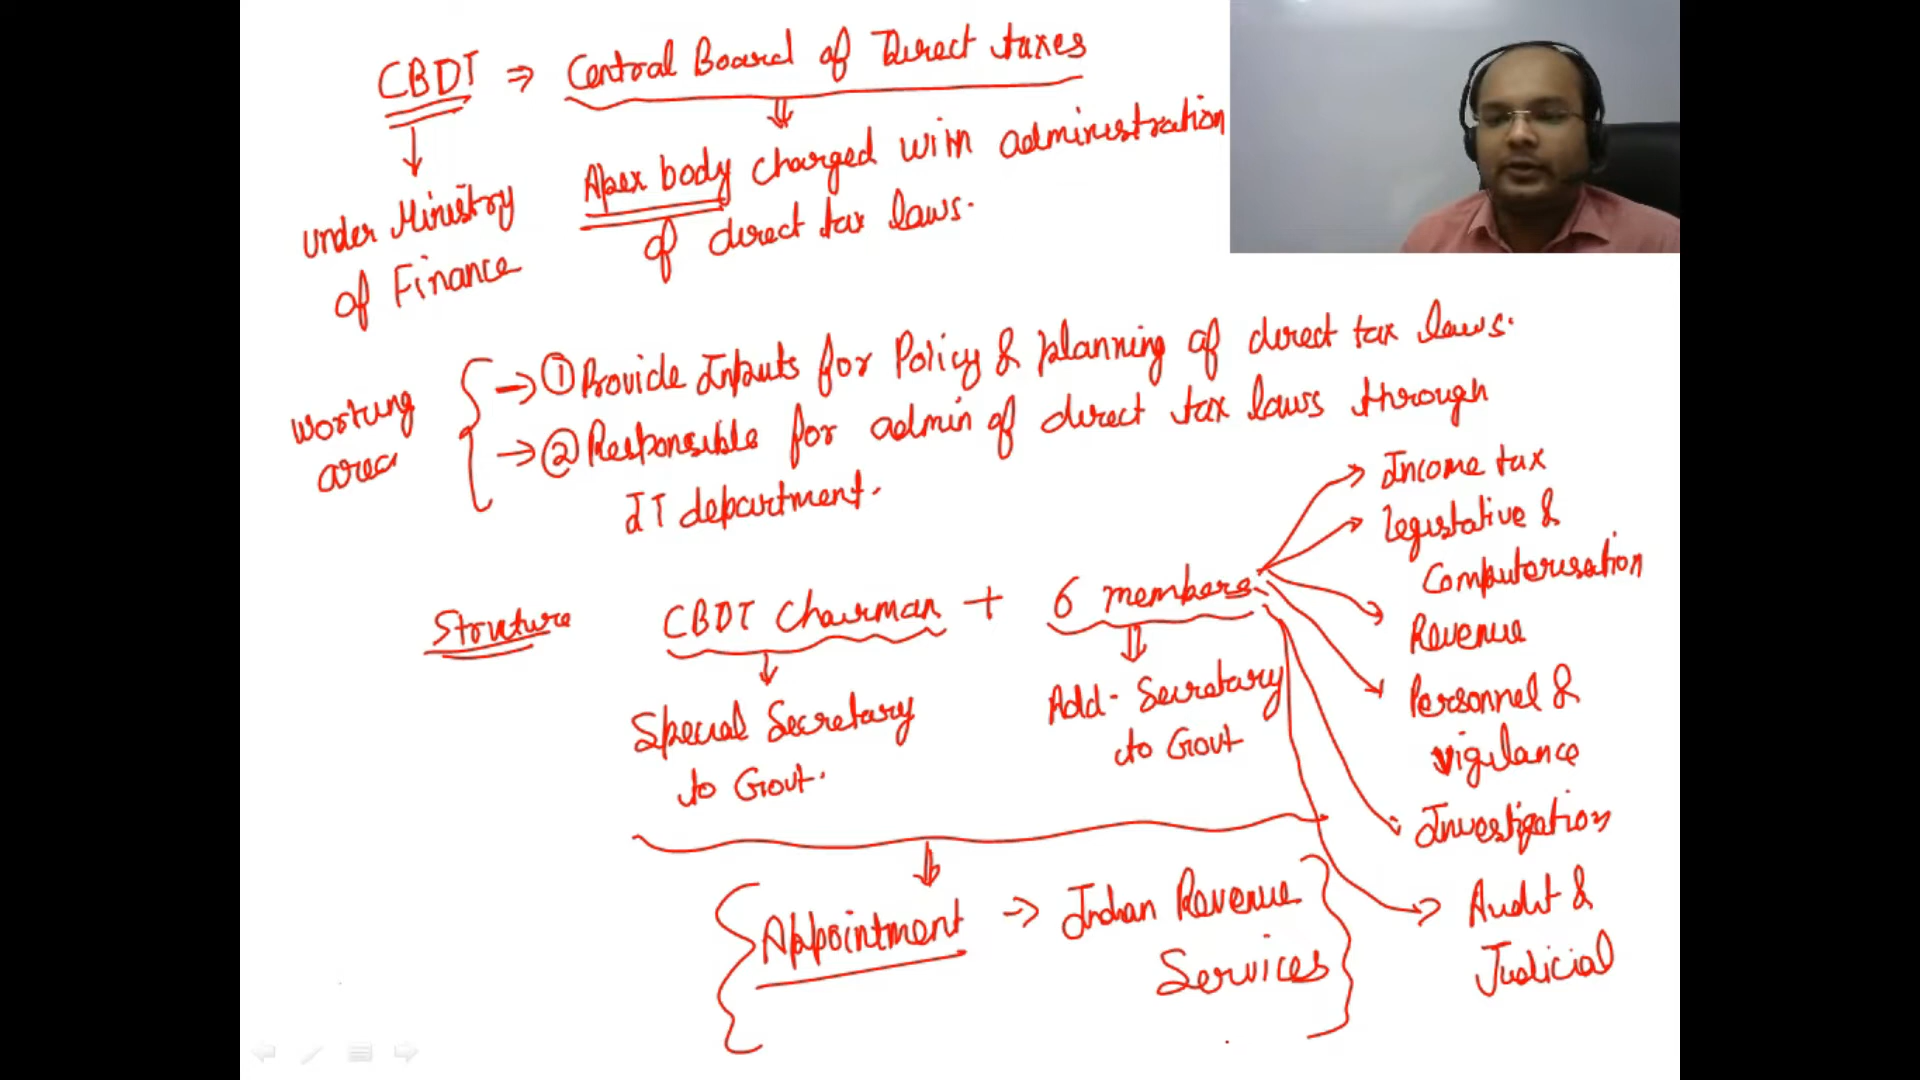 CBDT ⇒ Central Board of Direct taxes
under Ministry
of Finance
Apex body charged with administration
of direct tax laws.
working
area
→ ① Provide Inputs for Policy & planning of direct tax laws.
→ ② Responsible for admin of direct tax laws through
IT department.
Structure
CBDT Chairman + 6 members
Special Secretary
to Govt.
Add. Secretary
to Govt
Income tax
Legislative &
Computerisation
Revenue
Personnel &
vigilance
Investigation
Audit &
Judicial
Appointment → Indian Revenue
Services